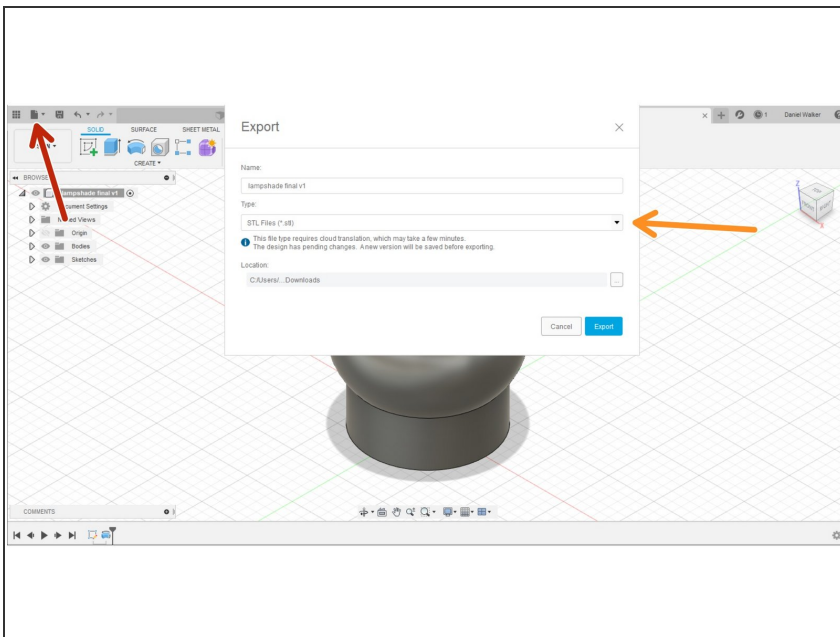 1 Daniel Walker
SOLID SURFACE SHEET METAL
CREATE
Export
Name:
lampshade final v1
Type:
STL Files (*.stl)
This file type requires cloud translation, which may take a few minutes.
The design has pending changes. A new version will be saved before exporting.
Location:
C:/Users/...Downloads
...
Cancel Export
lampshade final v1
Document Settings
Views
Origin
Bodies
Sketches
Z
X
COMMENTS